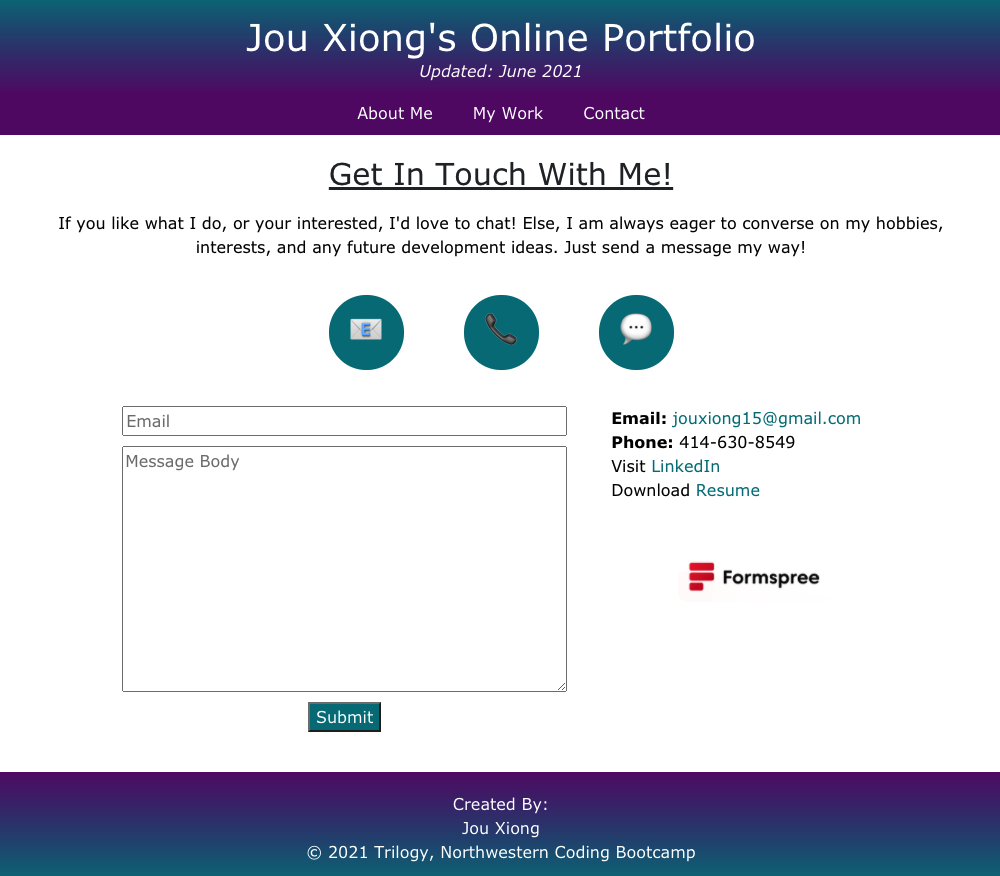 Jou Xiong's Online Portfolio
Updated: June 2021
About Me My Work Contact
Get In Touch With Me!
If you like what I do, or your interested, I'd love to chat! Else, I am always eager to converse on my hobbies,
interests, and any future development ideas. Just send a message my way!
Email
Message Body
Submit
Email: jouxiong15@gmail.com
Phone: 414-630-8549
Visit LinkedIn
Download Resume
Formspree
Created By:
Jou Xiong
© 2021 Trilogy, Northwestern Coding Bootcamp